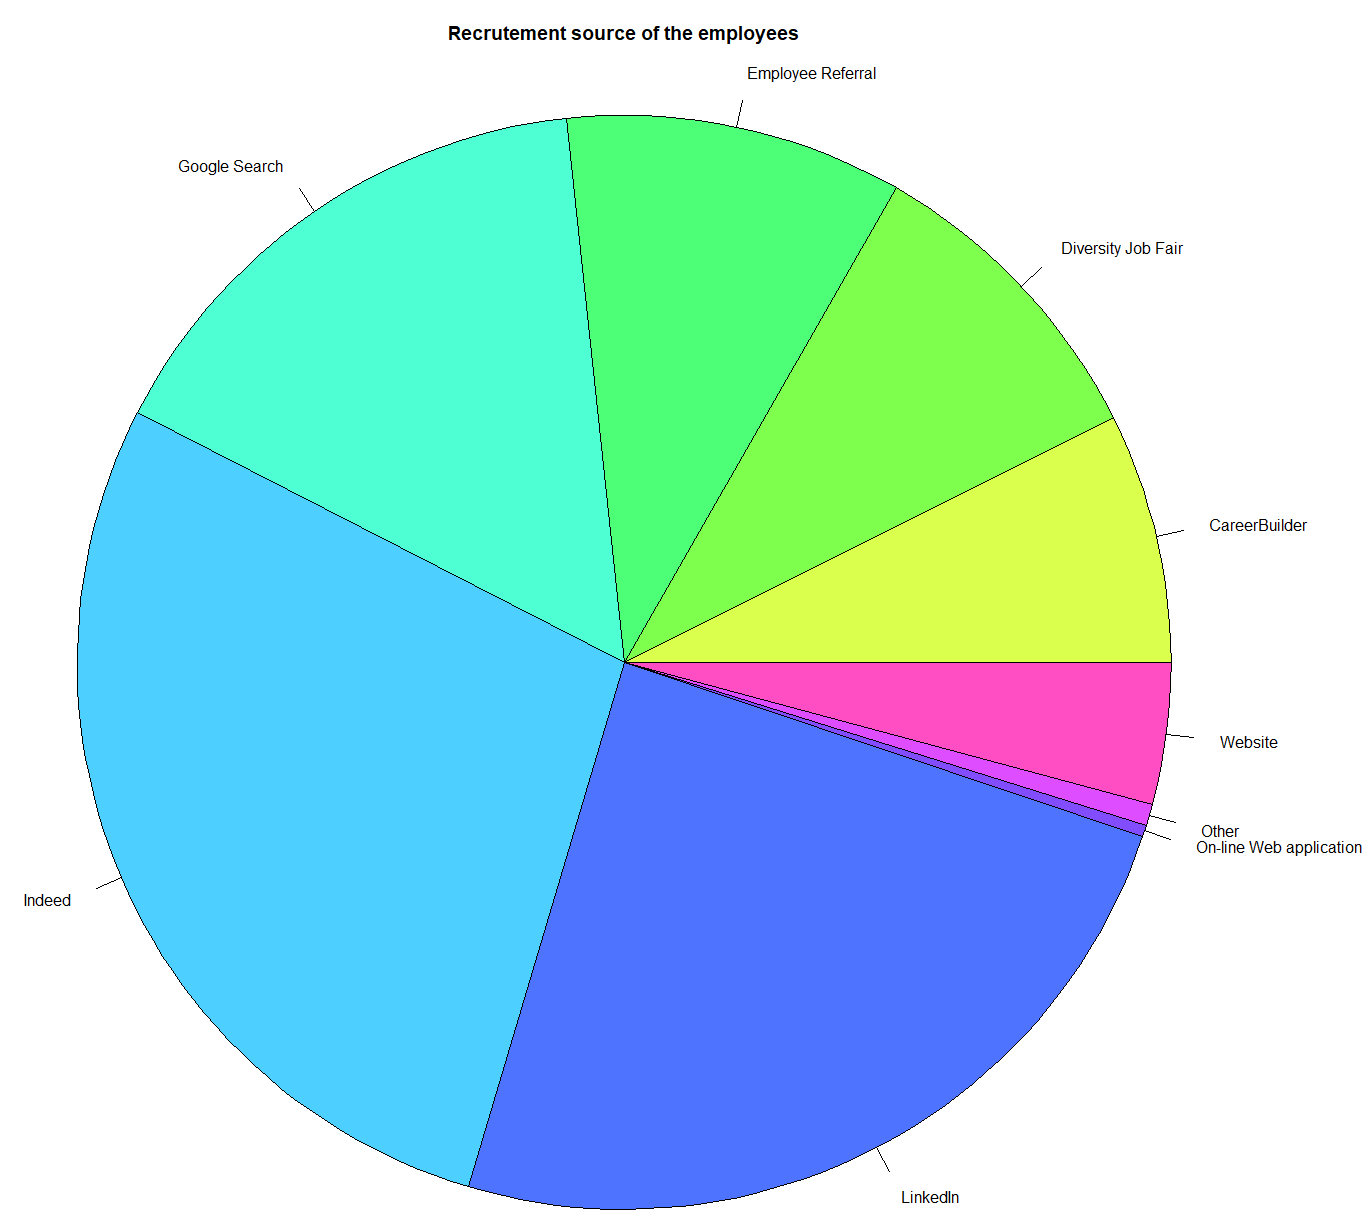 Recrutement source of the employees
Employee Referral
Google Search
Diversity Job Fair
CareerBuilder
Website
Other
On-line Web application
Indeed
LinkedIn